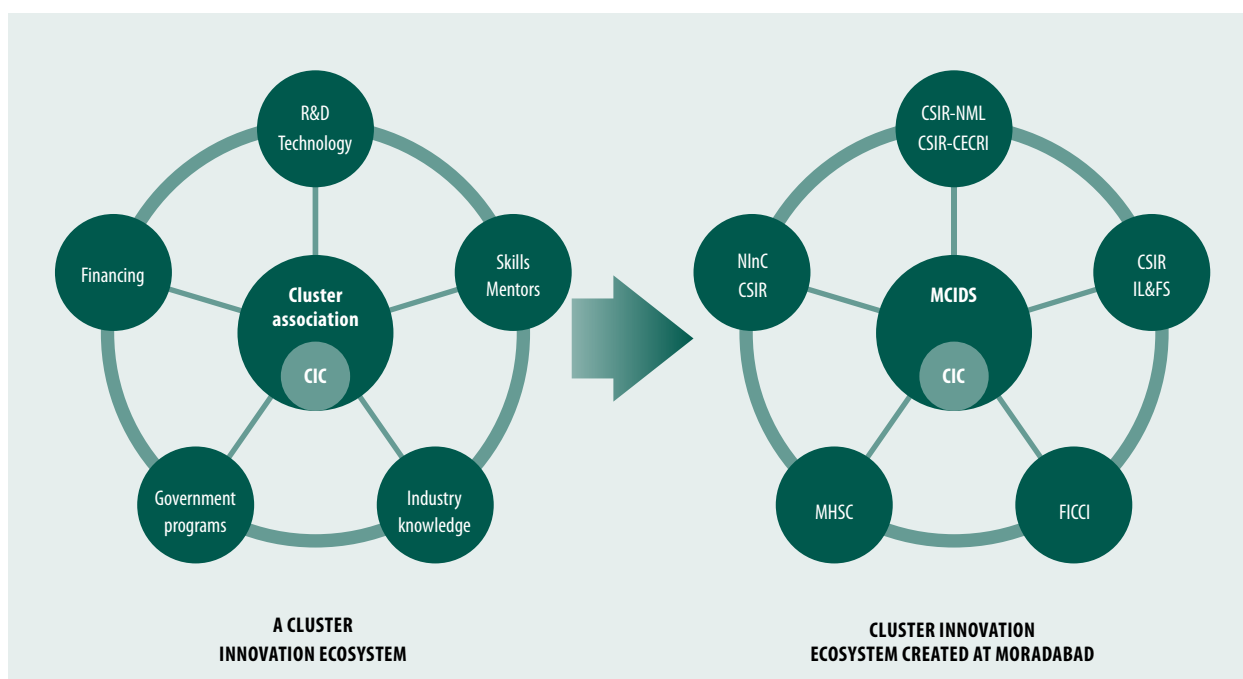 R&D
Technology
Financing
Skills
Mentors
Cluster
association
CIC
Government
programs
Industry
knowledge
A CLUSTER
INNOVATION ECOSYSTEM
CSIR-NML
CSIR-CECRI
NInC
CSIR
CSIR
IL&FS
MCIDS
CIC
MHSC
FICCI
CLUSTER INNOVATION
ECOSYSTEM CREATED AT MORADABAD